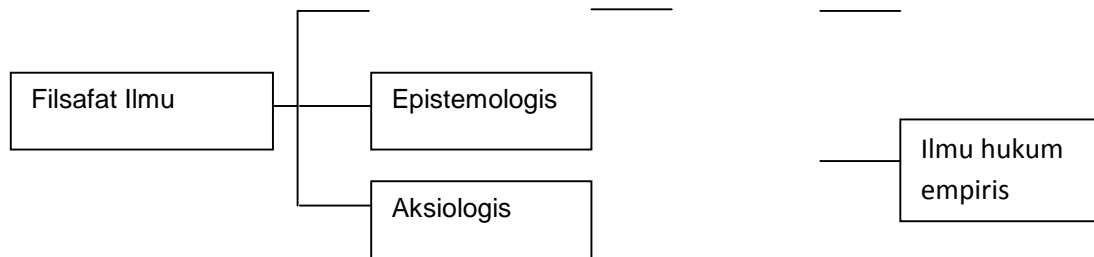 Filsafat Ilmu
Epistemologis
Aksiologis
Ilmu hukum
empiris